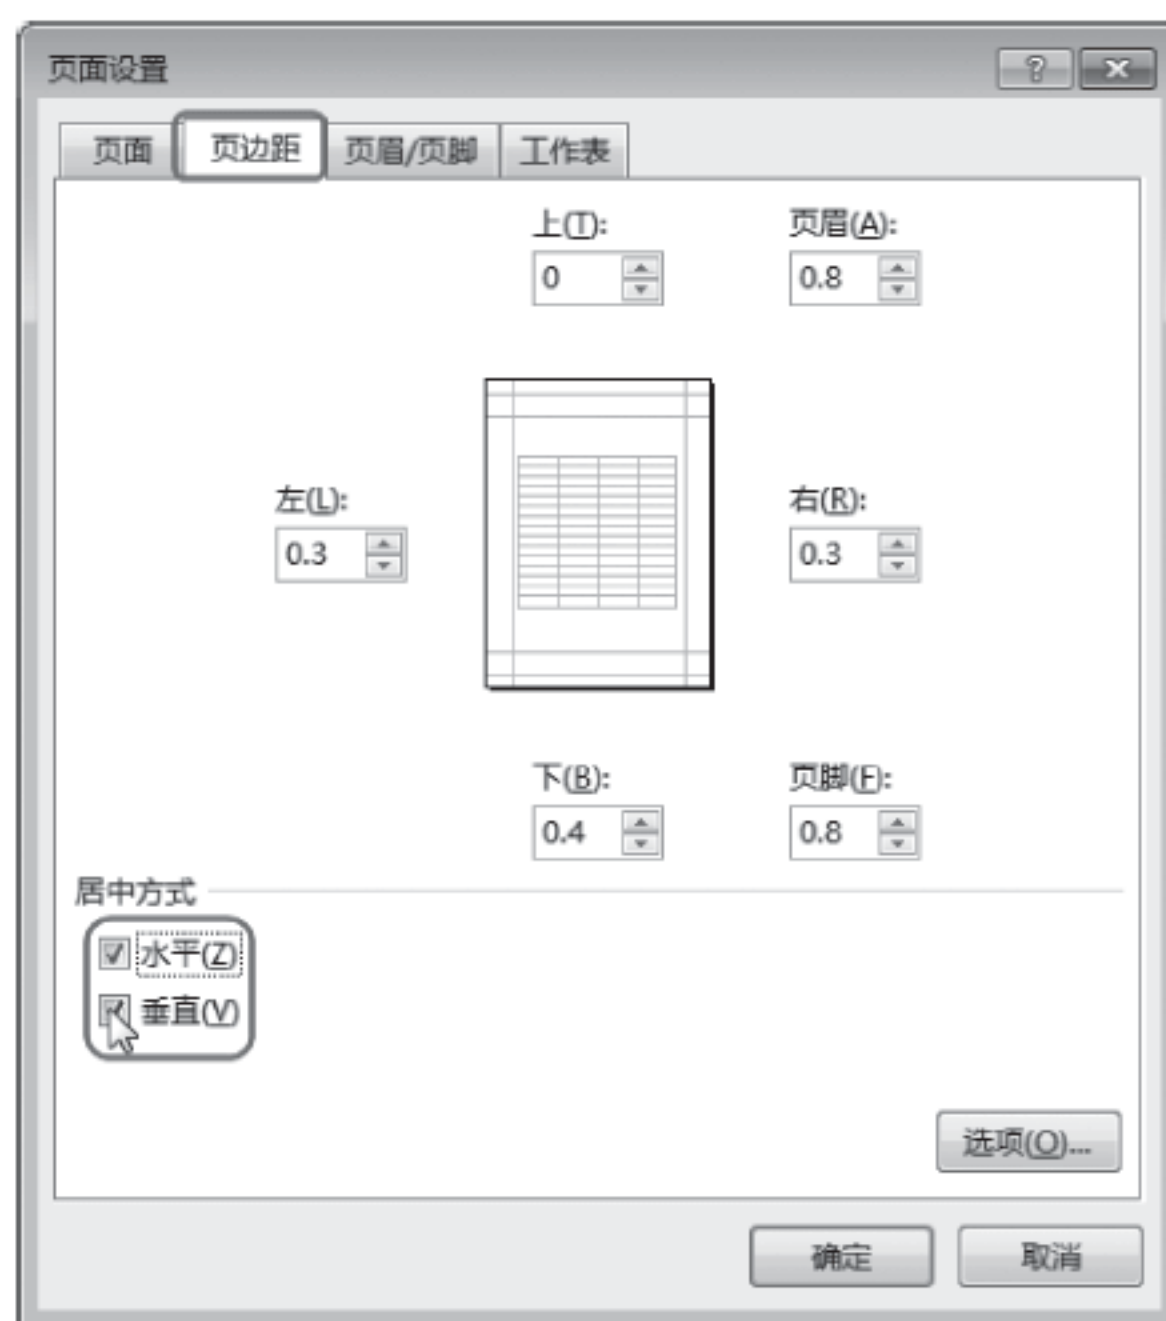 页面设置
页面 页边距 页眉/页脚 工作表
上(T): 页眉(A):
0 0.8
左(L): 右(R):
0.3 0.3
下(B): 页脚(F):
0.4 0.8
居中方式
水平(Z)
垂直(V)
选项(O)...
确定 取消